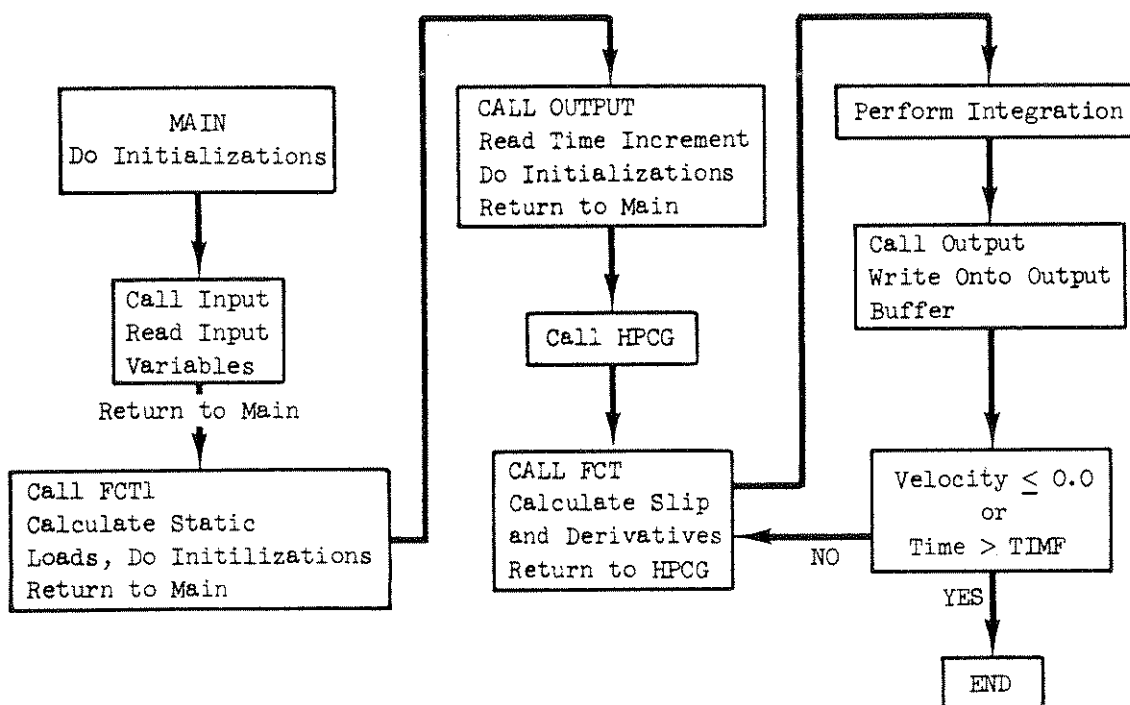 MAIN
Do Initializations
Call Input
Read Input
Variables
Return to Main
Call FCT1
Calculate Static
Loads, Do Initilizations
Return to Main
CALL OUTPUT
Read Time Increment
Do Initializations
Return to Main
Call HPCG
CALL FCT
Calculate Slip
and Derivatives
Return to HPCG
Perform Integration
Call Output
Write Onto Output
Buffer
Velocity ≤ 0.0
or
Time > TIMF
NO
YES
END